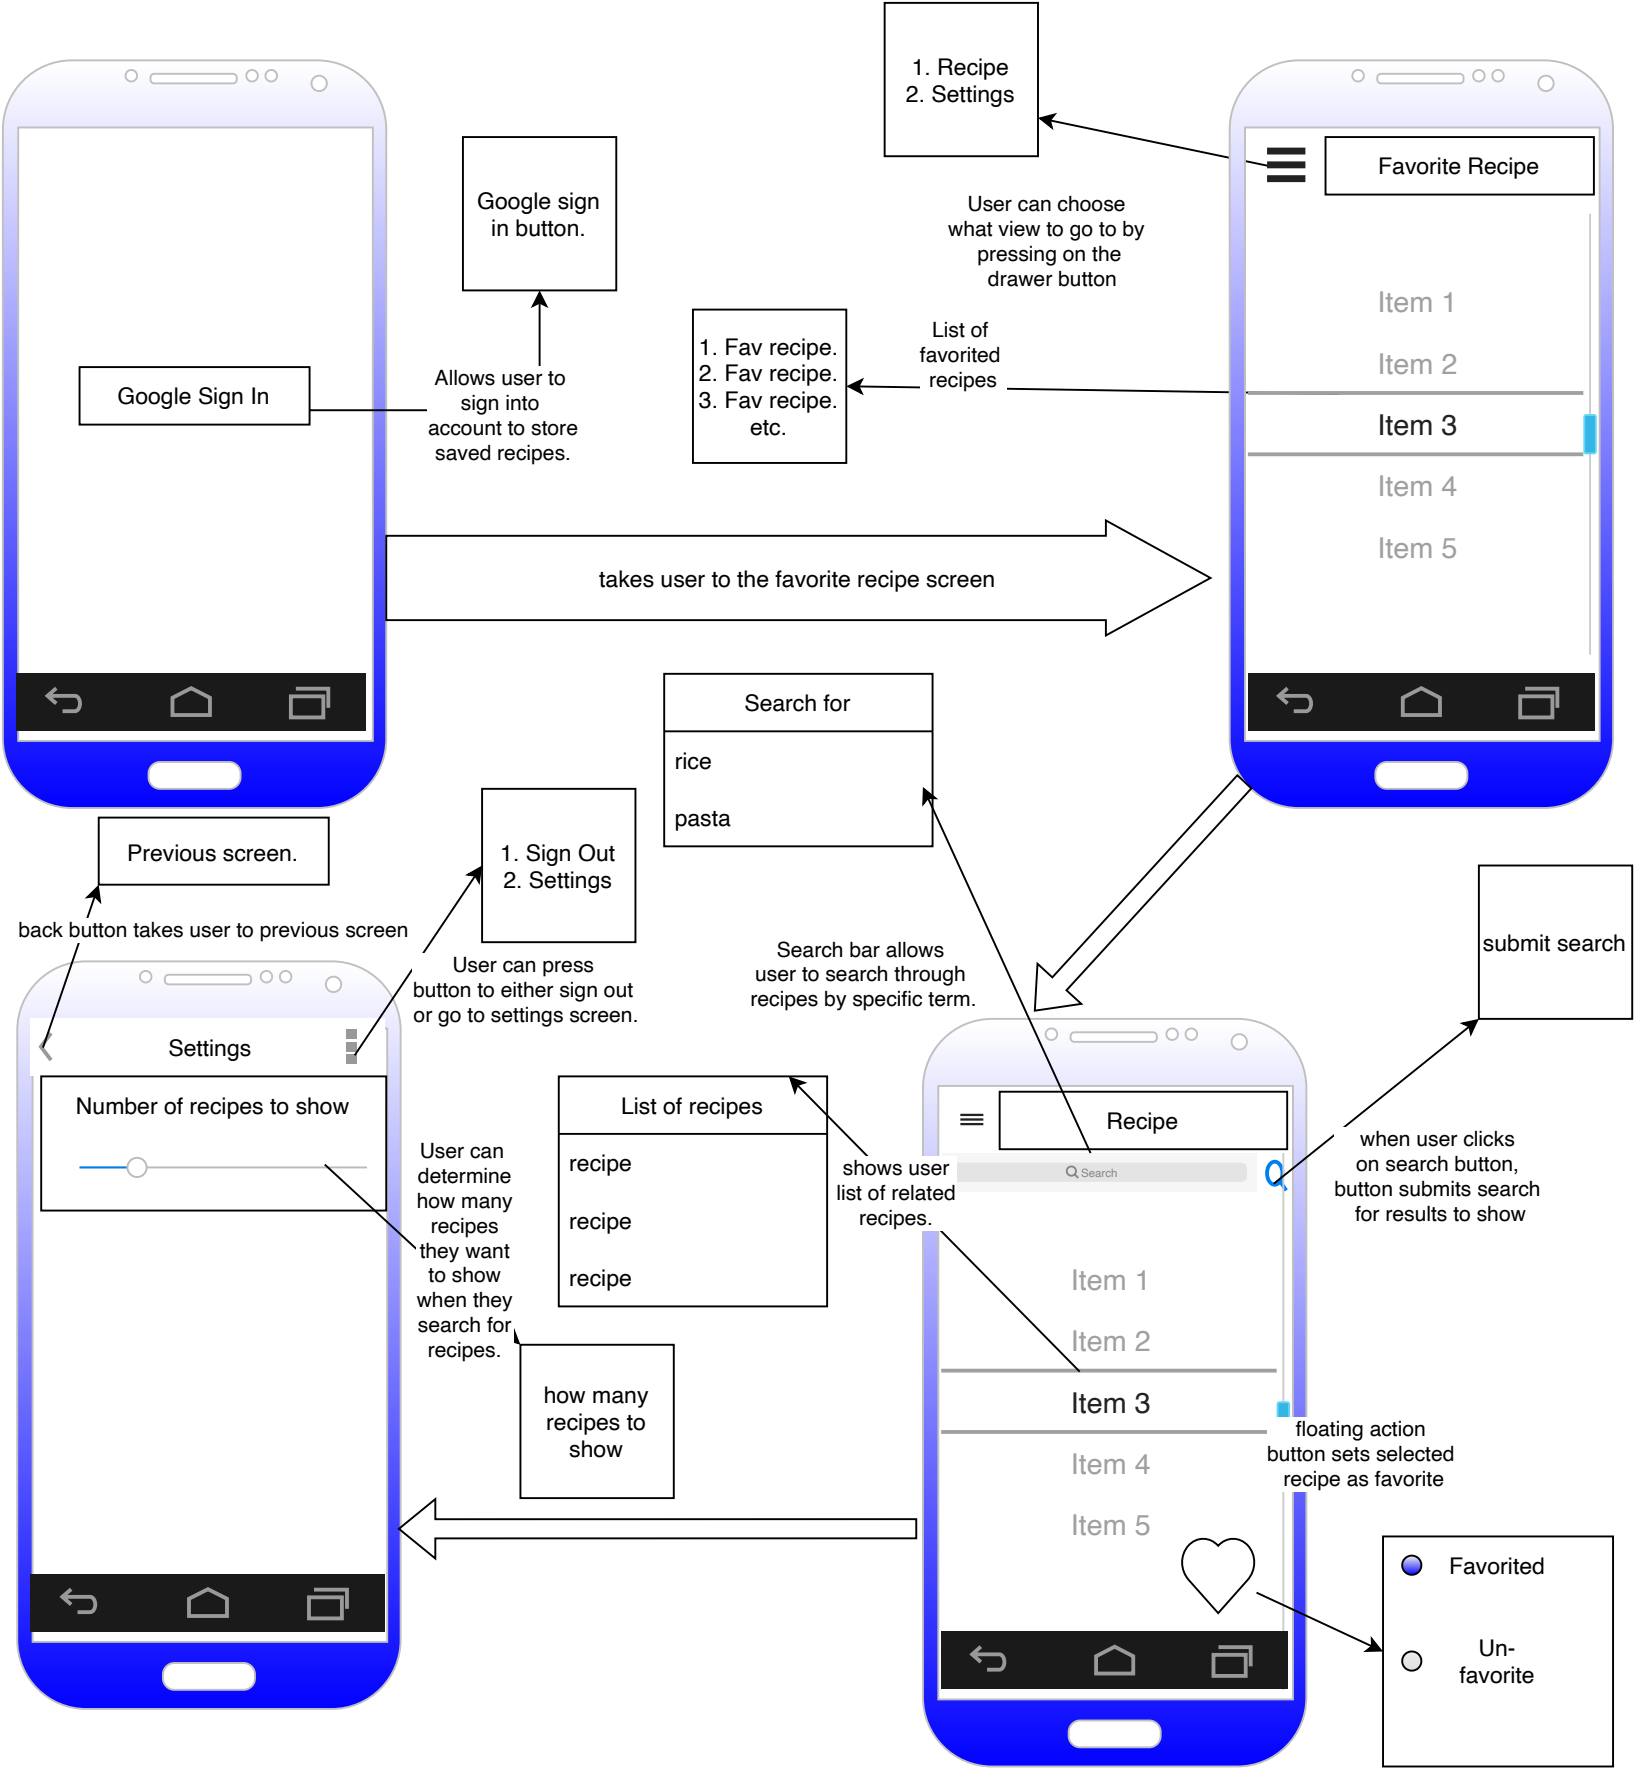 1. Recipe
2. Settings
Favorite Recipe
Google sign
in button.
User can choose
what view to go to by
pressing on the
drawer button
Item 1
Item 2
Item 3
Item 4
Item 5
List of
favorited
recipes
1. Fav recipe.
2. Fav recipe.
3. Fav recipe.
etc.
Google Sign In
Allows user to
sign into
account to store
saved recipes.
takes user to the favorite recipe screen
Search for
rice
pasta
Previous screen.
1. Sign Out
2. Settings
back button takes user to previous screen
User can press
button to either sign out
or go to settings screen.
Search bar allows
user to search through
recipes by specific term.
submit search
Settings
Number of recipes to show
User can
determine
how many
recipes
they want
to show
when they
search for
recipes.
List of recipes
recipe
recipe
recipe
shows user
list of related
recipes.
Recipe
Search
when user clicks
on search button,
button submits search
for results to show
Item 1
Item 2
Item 3
Item 4
Item 5
how many
recipes to
show
floating action
button sets selected
recipe as favorite
Favorited
Un-
favorite